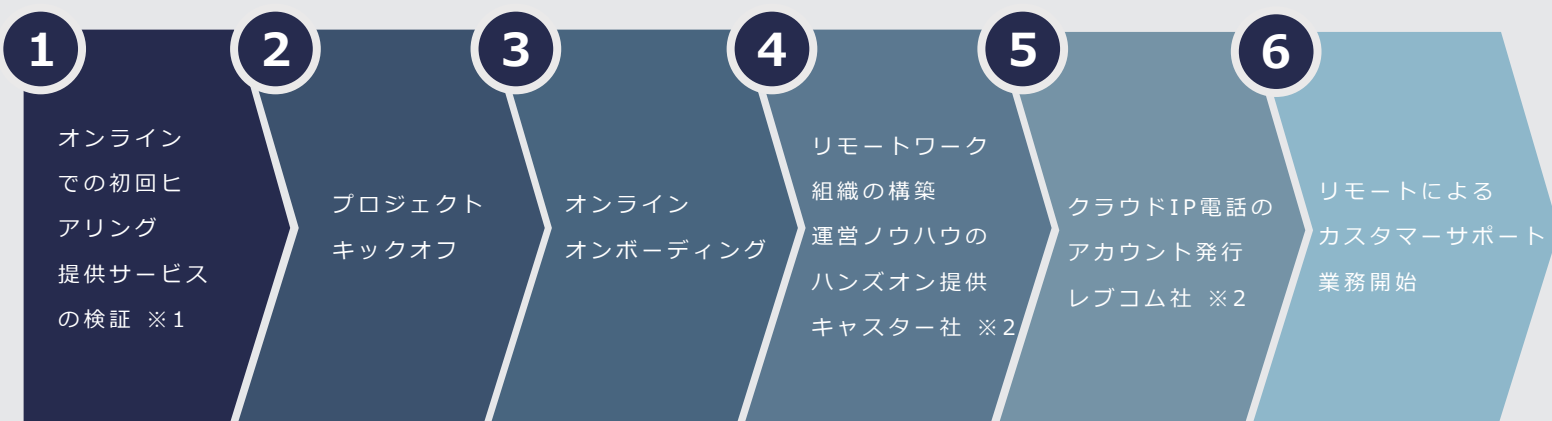 1
オンライン
での初回ヒ
アリング
提供サービス
の検証 ※1
2
プロジェクト
キックオフ
3
オンライン
オンボーディング
4
リモートワーク
組織の構築
運営ノウハウの
ハンズオン提供
キャスター社 ※2
5
クラウドIP電話の
アカウント発行
レブコム社 ※2
6
リモートによる
カスタマーサポート
業務開始